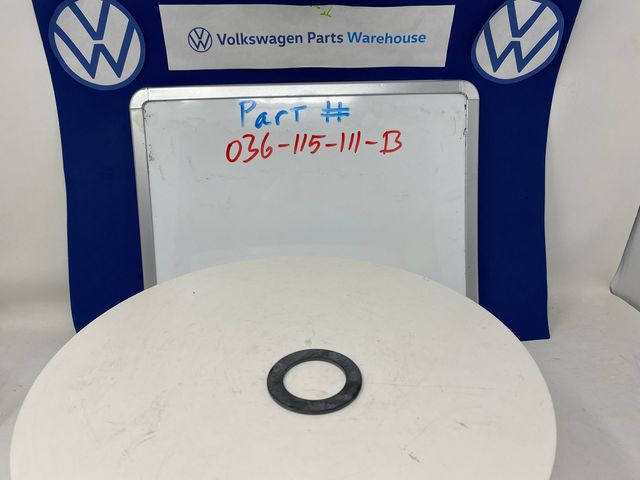 Volkswagen Parts Warehouse
Part #
036-115-111-B